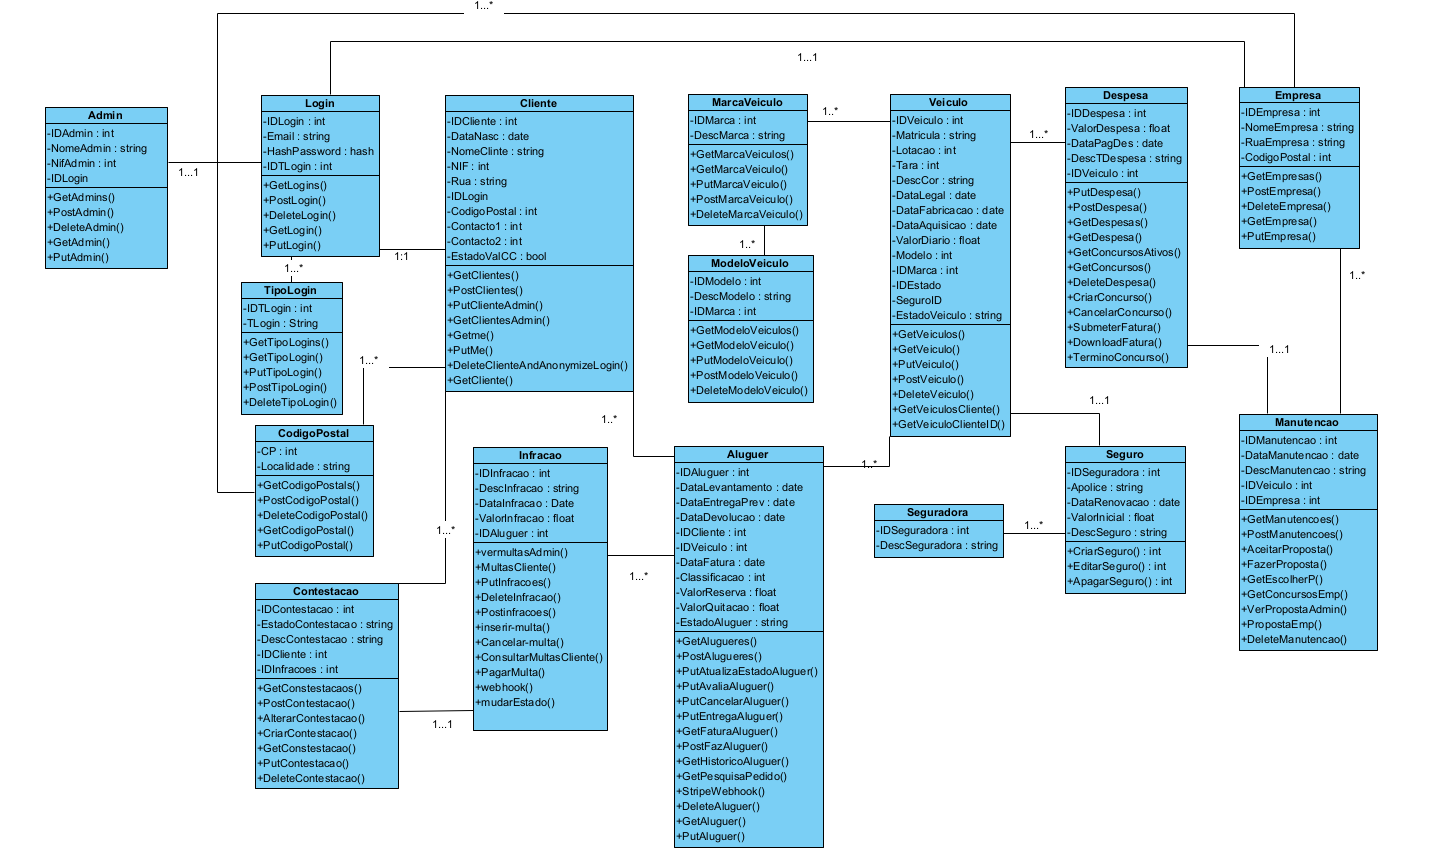 1...*
1...1
Admin
-IDAdmin : int
-NomeAdmin : string
-NifAdmin : int
-IDLogin
+GetAdmins()
+PostAdmin()
+DeleteAdmin()
+GetAdmin()
+PutAdmin()
1...1
Login
-IDLogin : int
-Email : string
-HashPassword : hash
-IDTLogin : int
+GetLogins()
+PostLogin()
+DeleteLogin()
+GetLogin()
+PutLogin()
1:1
1...*
TipoLogin
-IDTLogin : int
-TLogin : String
+GetTipoLogins()
+GetTipoLogin()
+PutTipoLogin()
+PostTipoLogin()
+DeleteTipoLogin()
1...*
CodigoPostal
-CP : int
-Localidade : string
+GetCodigoPostals()
+PostCodigoPostal()
+DeleteCodigoPostal()
+GetCodigoPostal()
+PutCodigoPostal()
Cliente
-IDCliente : int
-DataNasc : date
-NomeClinte : string
-NIF : int
-Rua : string
-IDLogin
-CodigoPostal : int
-Contacto1 : int
-Contacto2 : int
-EstadoValCC : bool
+GetClientes()
+PostClientes()
+PutClienteAdmin()
+GetClientesAdmin()
+Getme()
+PutMe()
+DeleteClienteAndAnonymizeLogin()
+GetCliente()
1..*
1...*
Contestacao
-IDContestacao : int
-EstadoContestacao : string
-DescContestacao : string
-IDCliente : int
-IDInfracoes : int
+GetConstestacaos()
+PostContestacao()
+AlterarContestacao()
+CriarContestacao()
+GetConstestacao()
+PutContestacao()
+DeleteContestacao()
1...1
Infracao
-IDInfracao : int
-DescInfracao : string
-DataInfracao : Date
-ValorInfracao : float
-IDAluguer : int
+vermultasAdmin()
+MultasCliente()
+PutInfracoes()
+DeleteInfracao()
+Postinfracoes()
+inserir-multa()
+Cancelar-multa()
+ConsultarMultasCliente()
+PagarMulta()
+webhook()
+mudarEstado()
1...*
MarcaVeiculo
-IDMarca : int
-DescMarca : string
+GetMarcaVeiculos()
+GetMarcaVeiculo()
+PutMarcaVeiculo()
+PostMarcaVeiculo()
+DeleteMarcaVeiculo()
1..*
1..*
ModeloVeiculo
-IDModelo : int
-DescModelo : string
-IDMarca : int
+GetModeloVeiculos()
+GetModeloVeiculo()
+PutModeloVeiculo()
+PostModeloVeiculo()
+DeleteModeloVeiculo()
Aluguer
-IDAluguer : int
-DataLevantamento : date
-DataEntregaPrev : date
-DataDevolucao : date
-IDCliente : int
-IDVeiculo : int
-DataFatura : date
-Classificacao : int
-ValorReserva : float
-ValorQuitacao : float
-EstadoAluguer : string
+GetAlugueres()
+PostAlugueres()
+PutAtualizaEstadoAluguer()
+PutAvaliaAluguer()
+PutCancelarAluguer()
+PutEntregaAluguer()
+GetFaturaAluguer()
+PostFazAluguer()
+GetHistoricoAluguer()
+GetPesquisaPedido()
+StripeWebhook()
+DeleteAluguer()
+GetAluguer()
+PutAluguer()
1..*
Veiculo
-IDVeiculo : int
-Matricula : string
-Lotacao : int
-Tara : int
-DescCor : string
-DataLegal : date
-DataFabricacao : date
-DataAquisicao : date
-ValorDiario : float
-Modelo : int
-IDMarca : int
-IDEstado
-SeguroID
-EstadoVeiculo : string
+GetVeiculos()
+GetVeiculo()
+PutVeiculo()
+PostVeiculo()
+DeleteVeiculo()
+GetVeiculosCliente()
+GetVeiculoClienteID()
1...*
1...1
Seguradora
-IDSeguradora : int
-DescSeguradora : string
1...*
Seguro
-IDSeguradora : int
-Apolice : string
-DataRenovacao : date
-ValorInicial : float
-DescSeguro : string
+CriarSeguro() : int
+EditarSeguro() : int
+ApagarSeguro() : int
Despesa
-IDDespesa : int
-ValorDespesa : float
-DataPagDes : date
-DescTDespesa : string
-IDVeiculo : int
+PutDespesa()
+PostDespesa()
+GetDespesas()
+GetDespesa()
+GetConcursosAtivos()
+GetConcursos()
+DeleteDespesa()
+CriarConcurso()
+CancelarConcurso()
+SubmeterFatura()
+DownloadFatura()
+TerminoConcurso()
1...1
Empresa
-IDEmpresa : int
-NomeEmpresa : string
-RuaEmpresa : string
-CodigoPostal : int
+GetEmpresas()
+PostEmpresa()
+DeleteEmpresa()
+GetEmpresa()
+PutEmpresa()
1..*
Manutencao
-IDManutencao : int
-DataManutencao : date
-DescManutencao : string
-IDVeiculo : int
-IDEmpresa : int
+GetManutencoes()
+PostManutencoes()
+AceitarProposta()
+FazerProposta()
+GetEscolherP()
+GetConcursosEmp()
+VerPropostaAdmin()
+PropostaEmp()
+DeleteManutencao()